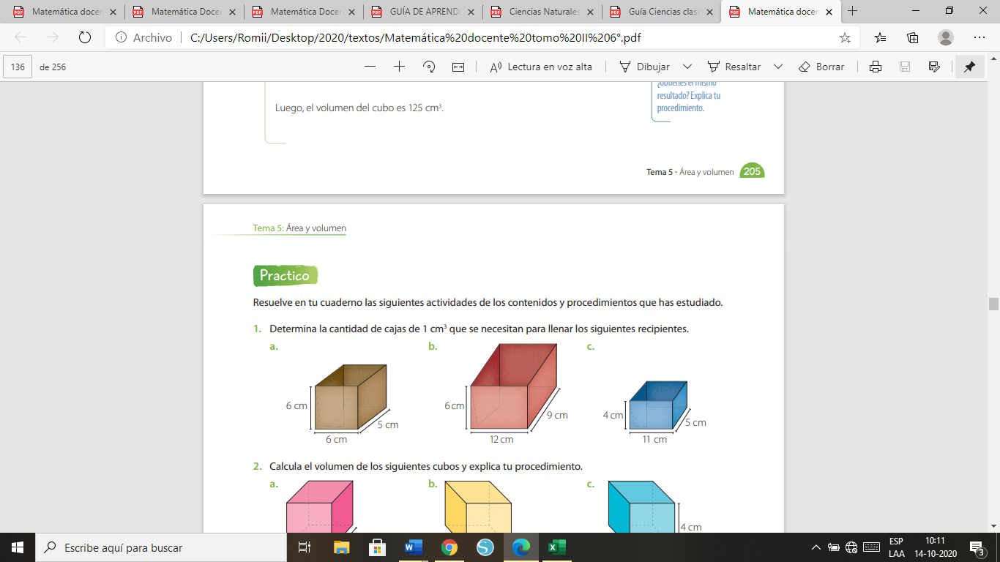 Matemática docen
Matemática Docen
Matemática Docen
GUÍA DE APRENDI
Ciencias Naturales
Guía Ciencias clase
Matemática docen
Archivo
C:/Users/Romii/Desktop/2020/textos/Matemática%20docente%20tomo%20II%206°.pdf
136 de 256
Lectura en voz alta
Dibujar
Resaltar
Borrar
¿obtienes el mismo
resultado? Explica tu
procedimiento.
Luego, el volumen del cubo es 125 cm³.
Tema 5 • Área y volumen 205
Tema 5: Área y volumen
Practico
Resuelve en tu cuaderno las siguientes actividades de los contenidos y procedimientos que has estudiado.
1. Determina la cantidad de cajas de 1 cm³ que se necesitan para llenar los siguientes recipientes.
a.
b.
c.
6 cm
5 cm
6 cm
6 cm
9 cm
12 cm
4 cm
5 cm
11 cm
2. Calcula el volumen de los siguientes cubos y explica tu procedimiento.
a.
b.
c.
4 cm
Escribe aquí para buscar
ESP
LAA
10:11
14-10-2020
3